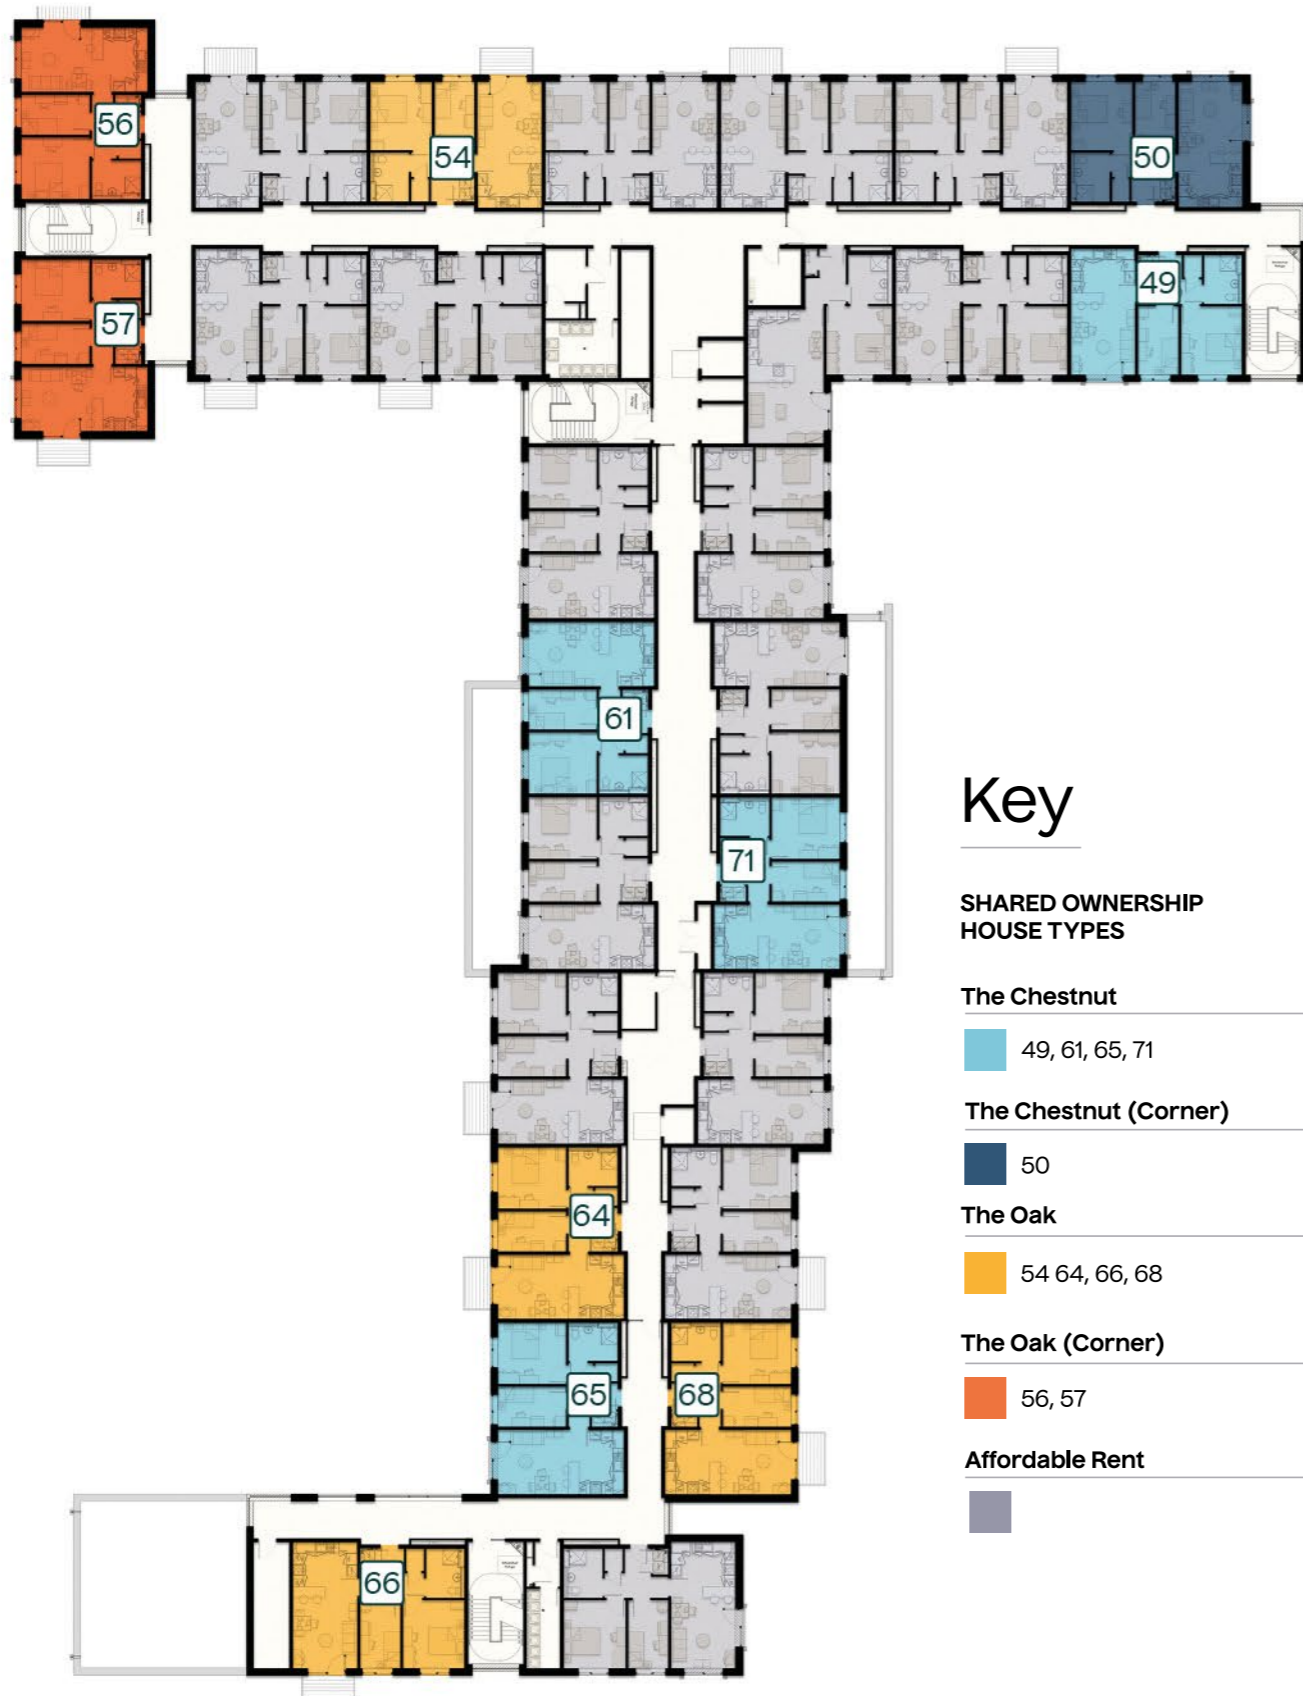 56
54
50
49
57
61
71
64
65
68
66
Key
SHARED OWNERSHIP
HOUSE TYPES
The Chestnut
49, 61, 65, 71
The Chestnut (Corner)
50
The Oak
54 64, 66, 68
The Oak (Corner)
56, 57
Affordable Rent